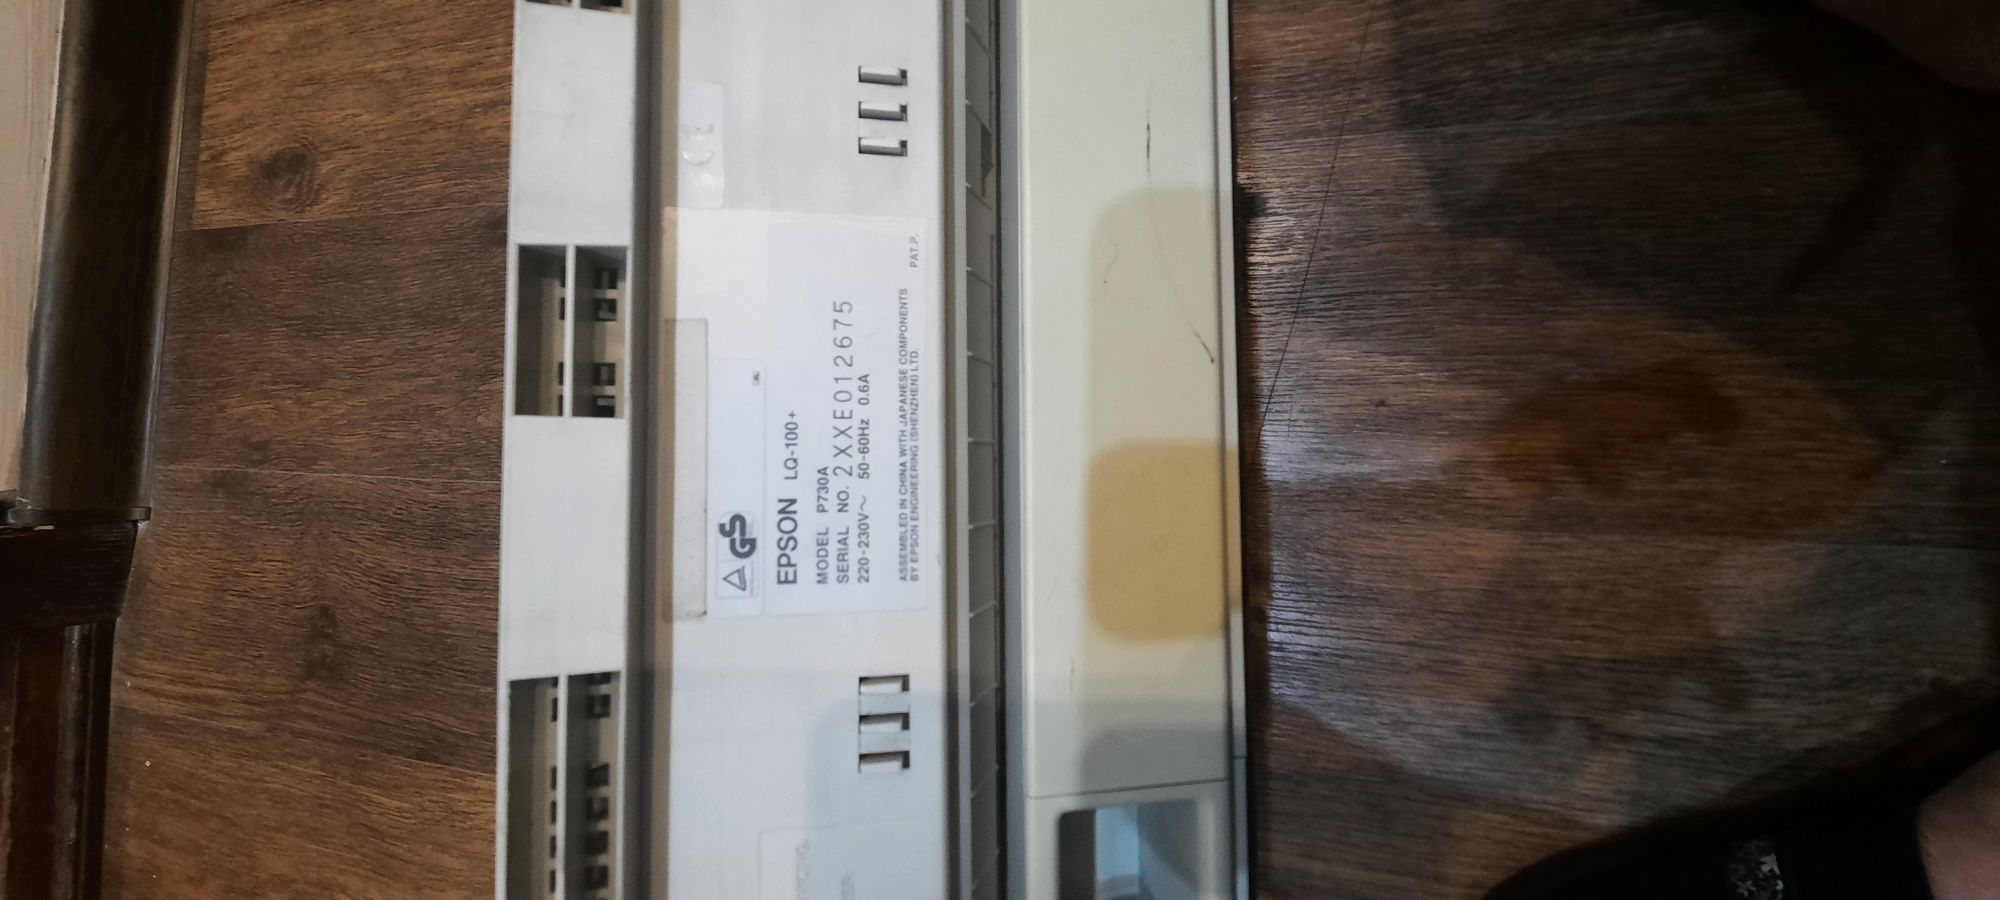 CE
GS
EPSON LQ-100+
MODEL P730A
SERIAL NO. 2XXE012675
220-230V～ 50-60Hz 0.6A
ASSEMBLED IN CHINA WITH JAPANESE COMPONENTS PAT.P.
BY EPSON ENGINEERING (SHENZHEN) LTD.